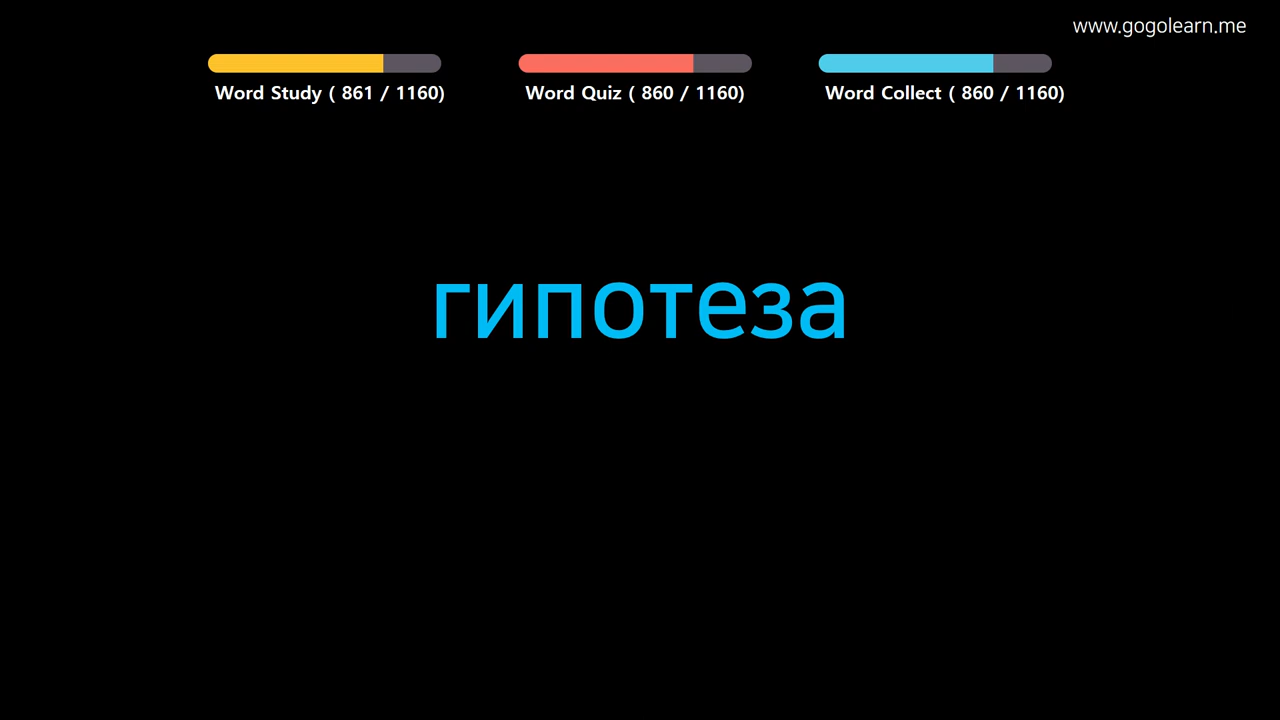 www.gogolearn.me
Word Study ( 861 / 1160)
Word Quiz ( 860 / 1160)
Word Collect ( 860 / 1160)
гипотеза